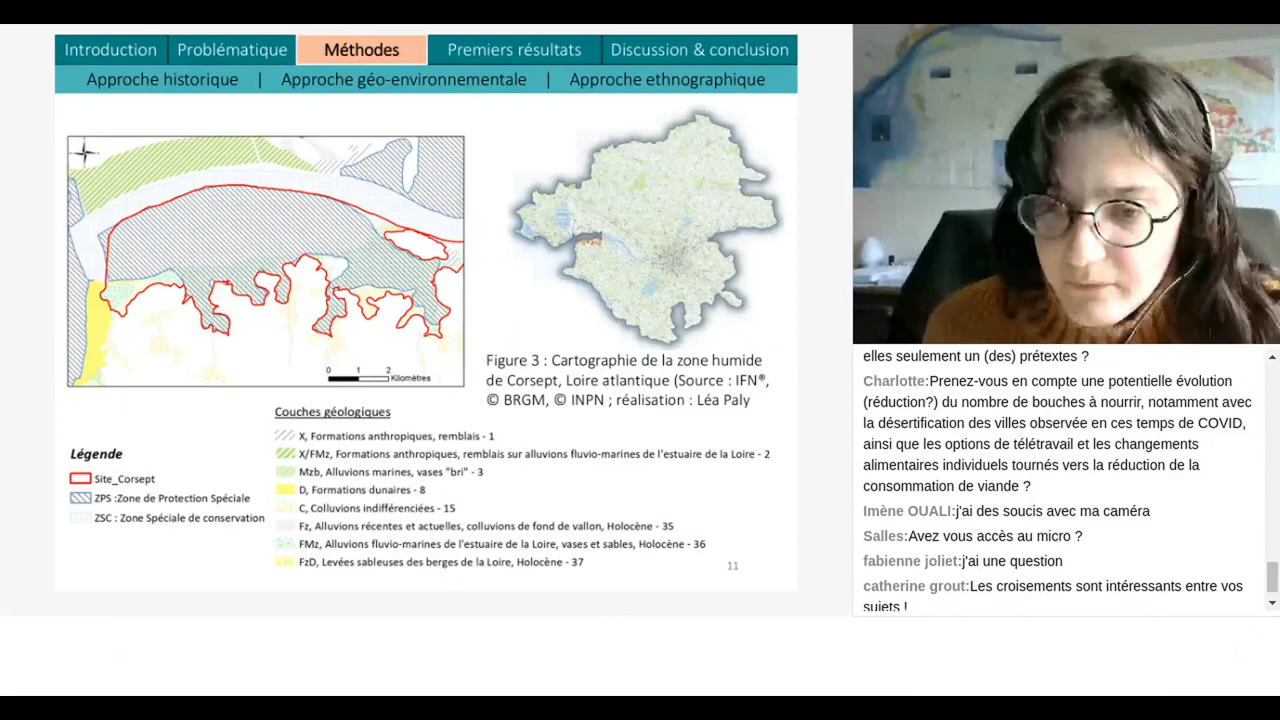 Introduction Problématique Méthodes Premiers résultats Discussion & conclusion
Approche historique | Approche géo-environnementale | Approche ethnographique
0 1 2
Kilomètres
Figure 3 : Cartographie de la zone humide
de Corsept, Loire atlantique (Source : IFN®,
© BRGM, © INPN ; réalisation : Léa Paly
Légende
Site_Corsept
ZPS :Zone de Protection Spéciale
ZSC : Zone Spéciale de conservation
Couches géologiques
X, Formations anthropiques, remblais - 1
X/FMz, Formations anthropiques, remblais sur alluvions fluvio-marines de l'estuaire de la Loire - 2
Mzb, Alluvions marines, vases "bri" - 3
D, Formations dunaires - 8
C, Colluvions indifférenciées - 15
Fz, Alluvions récentes et actuelles, colluvions de fond de vallon, Holocène - 35
FMz, Alluvions fluvio-marines de l'estuaire de la Loire, vases et sables, Holocène - 36
FzD, Levées sableuses des berges de la Loire, Holocène - 37
11
elles seulement un (des) prétextes ?
Charlotte:Prenez-vous en compte une potentielle évolution
(réduction?) du nombre de bouches à nourrir, notamment avec
la désertification des villes observée en ces temps de COVID,
ainsi que les options de télétravail et les changements
alimentaires individuels tournés vers la réduction de la
consommation de viande ?
Imène OUALI:j'ai des soucis avec ma caméra
Salles:Avez vous accès au micro ?
fabienne joliet:j'ai une question
catherine grout:Les croisements sont intéressants entre vos
sujets !